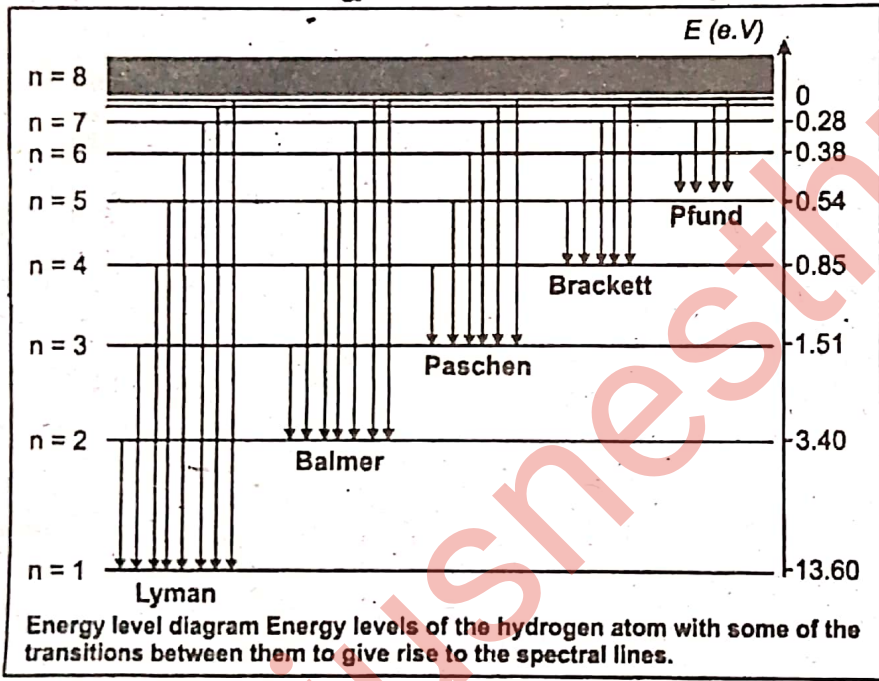 E (e.V)
n = 8
0
n = 7
0.28
n = 6
0.38
n = 5
-0.54
Pfund
n = 4
-0.85
Brackett
n = 3
-1.51
Paschen
n = 2
-3.40
Balmer
n = 1
-13.60
Lyman
Energy level diagram Energy levels of the hydrogen atom with some of the
transitions between them to give rise to the spectral lines.
usnesth